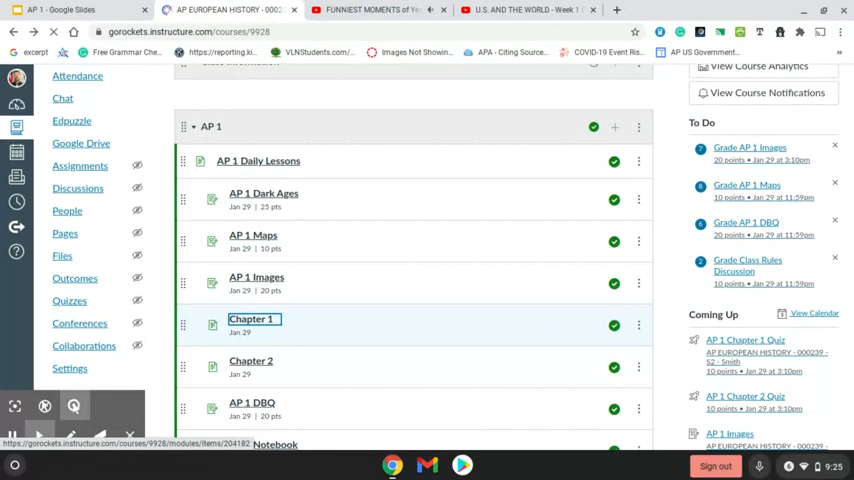 AP 1 - Google Slides
AP EUROPEAN HISTORY - 00023
FUNNIEST MOMENTS of Ye
U.S. AND THE WORLD - Week 1
gorockets.instructure.com/courses/9928
excerpt
Free Grammar Che...
https://reporting.ki...
VLNStudents.com/...
Images Not Showin...
APA - Citing Source...
COVID-19 Event Ris...
AP US Government...
Attendance
Chat
Edpuzzle
Google Drive
Assignments
Discussions
People
Pages
Files
Outcomes
Quizzes
Conferences
Collaborations
Settings
AP 1
AP 1 Daily Lessons
AP 1 Dark Ages
Jan 29 | 25 pts
AP 1 Maps
Jan 29 | 10 pts
AP 1 Images
Jan 29 | 20 pts
Chapter 1
Jan 29
Chapter 2
Jan 29
AP 1 DBQ
Jan 29 | 20 pts
Notebook
View Course Analytics
View Course Notifications
To Do
7
Grade AP 1 Images
20 points • Jan 29 at 3:10pm
8
Grade AP 1 Maps
10 points • Jan 29 at 11:59pm
6
Grade AP 1 DBQ
20 points • Jan 29 at 11:59pm
2
Grade Class Rules
Discussion
10 points • Jan 29 at 11:59pm
Coming Up
View Calendar
AP 1 Chapter 1 Quiz
AP EUROPEAN HISTORY - 000239 -
S2 - Smith
10 points • Jan 29 at 3:10pm
AP 1 Chapter 2 Quiz
10 points • Jan 29 at 3:10pm
AP 1 Images
https://gorockets.instructure.com/courses/9928/modules/items/204182
Sign out
6
9:25